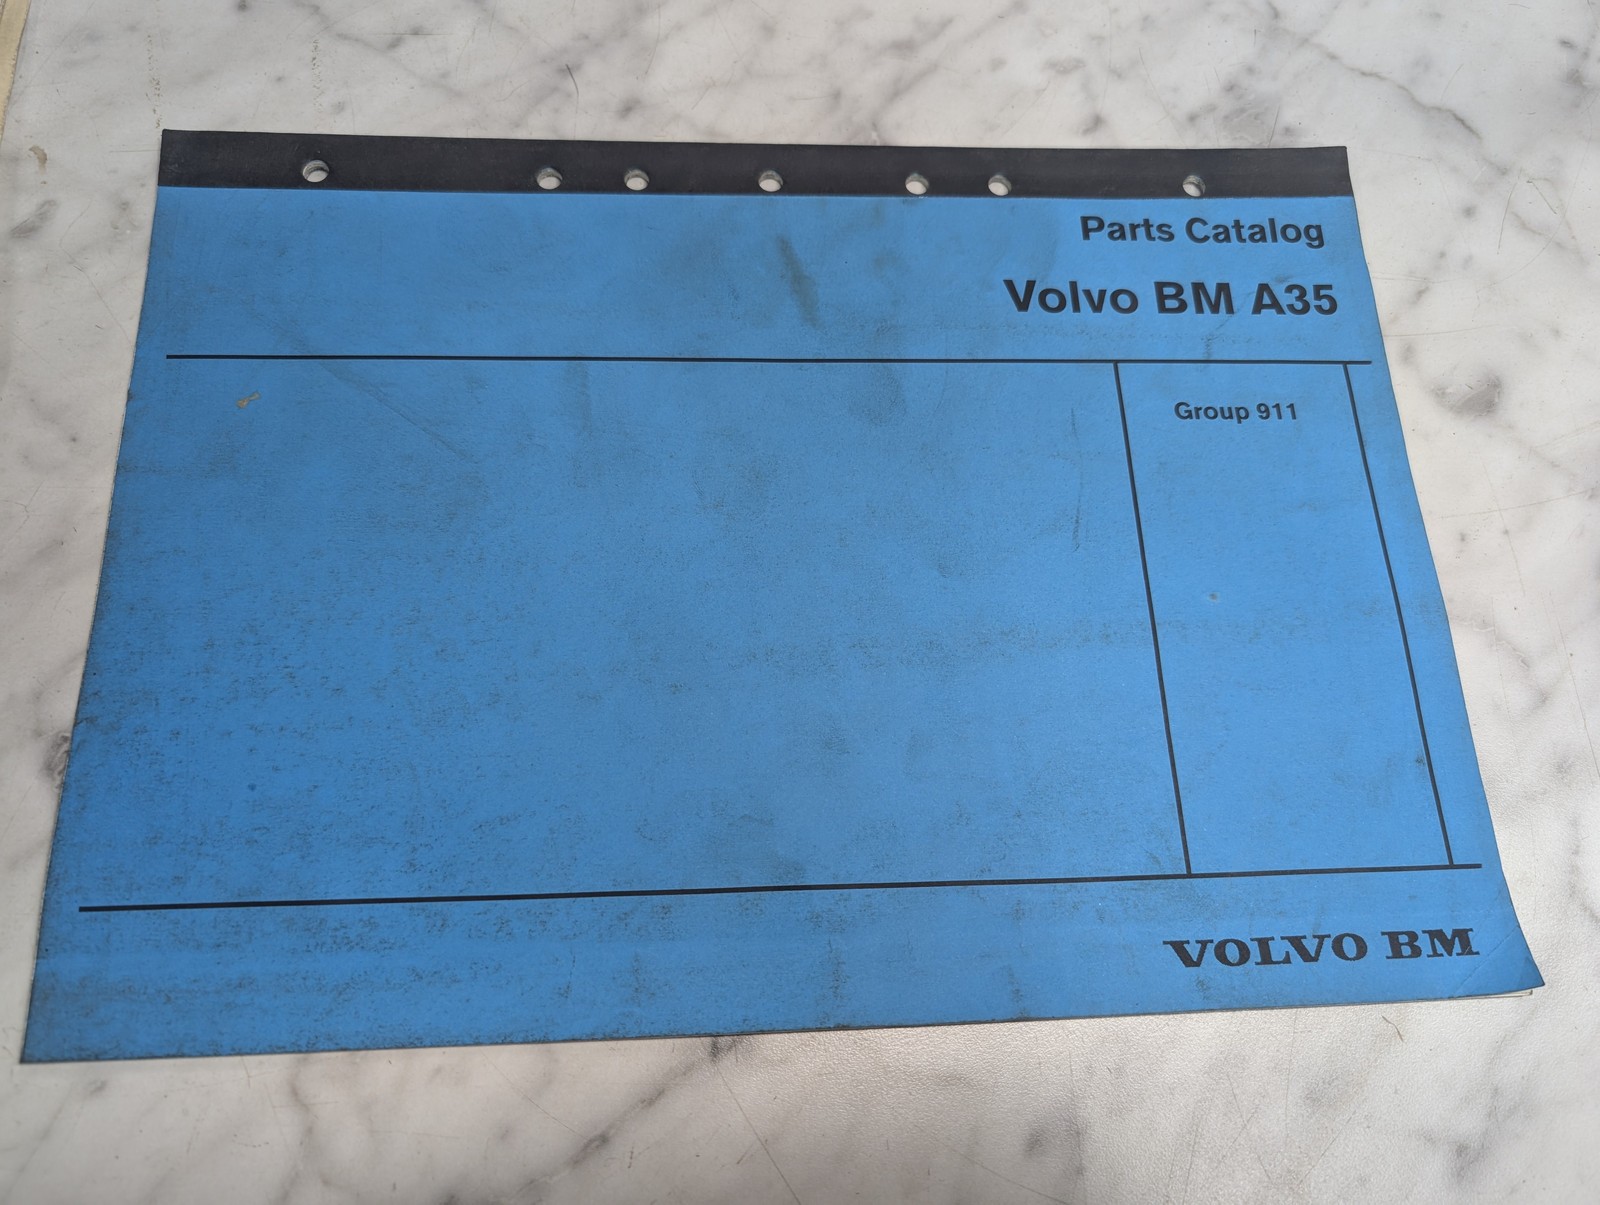 Parts Catalog
Volvo BM A35
Group 911
VOLVO BM